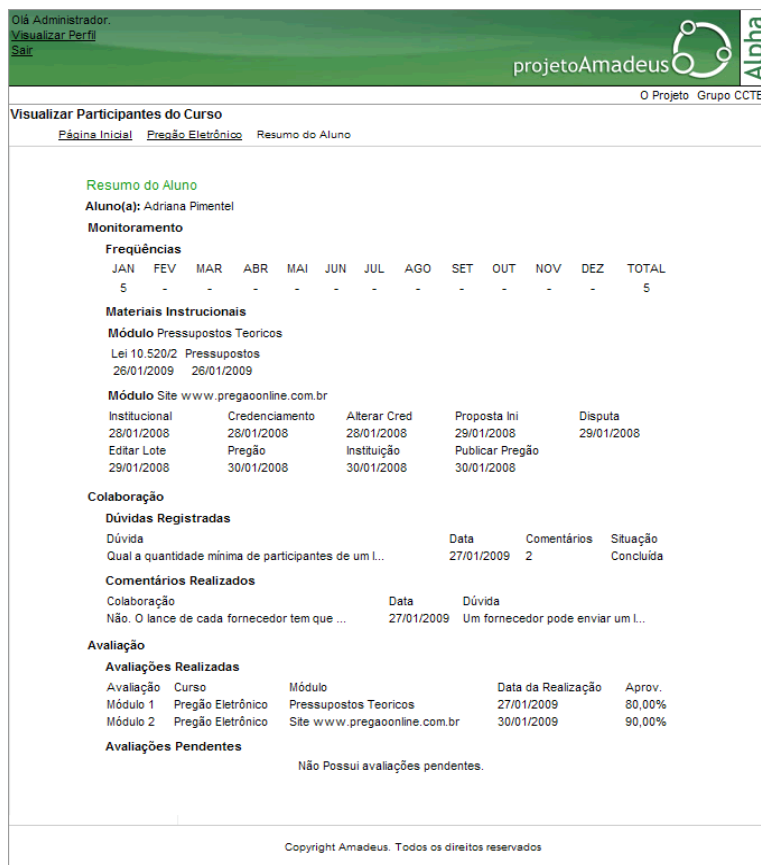 Olá Administrador.
Visualizar Perfil
Sair
projetoAmadeus
Alpha
O Projeto Grupo CCTE
Visualizar Participantes do Curso
Página Inicial Pregão Eletrônico Resumo do Aluno
Resumo do Aluno
Aluno(a): Adriana Pimentel
Monitoramento
Freqüências
JAN FEV MAR ABR MAI JUN JUL AGO SET OUT NOV DEZ TOTAL
5 - - - - - - - - - - - 5
Materiais Instrucionais
Módulo Pressupostos Teoricos
Lei 10.520/2 Pressupostos
26/01/2009 26/01/2009
Módulo Site www.pregaoonline.com.br
Institucional Credenciamento Alterar Cred Proposta Ini Disputa
28/01/2008 28/01/2008 28/01/2008 29/01/2008 29/01/2008
Editar Lote Pregão Instituição Publicar Pregão
29/01/2008 30/01/2008 30/01/2008 30/01/2008
Colaboração
Dúvidas Registradas
Dúvida Data Comentários Situação
Qual a quantidade mínima de participantes de um l... 27/01/2009 2 Concluída
Comentários Realizados
Colaboração Data Dúvida
Não. O lance de cada fornecedor tem que ... 27/01/2009 Um fornecedor pode enviar um l...
Avaliação
Avaliações Realizadas
Avaliação Curso Módulo Data da Realização Aprov.
Módulo 1 Pregão Eletrônico Pressupostos Teoricos 27/01/2009 80,00%
Módulo 2 Pregão Eletrônico Site www.pregaoonline.com.br 30/01/2009 90,00%
Avaliações Pendentes
Não Possui avaliações pendentes.
Copyright Amadeus. Todos os direitos reservados